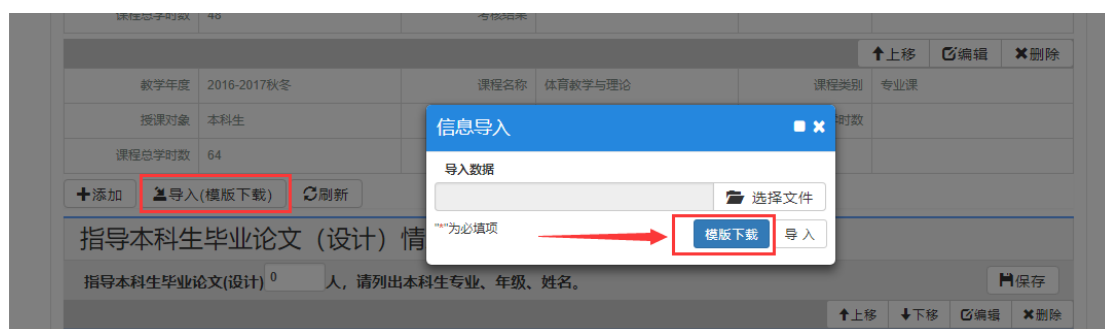 课程总学时数 48 考核结果
上移 编辑 删除
教学年度 2016-2017秋冬 课程名称 体育教学与理论 课程类别 专业课
授课对象 本科生 学时数
课程总学时数 64
信息导入
导入数据
选择文件
"*"为必填项 模版下载 导入
添加 导入(模版下载) 刷新
指导本科生毕业论文（设计）情
指导本科生毕业论文(设计) 0 人，请列出本科生专业、年级、姓名。 保存
上移 下移 编辑 删除